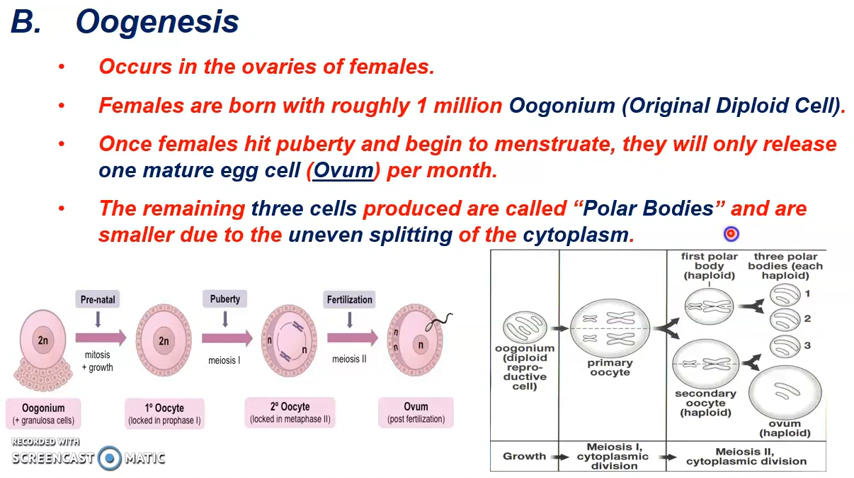 B. Oogenesis
• Occurs in the ovaries of females.
• Females are born with roughly 1 million Oogonium (Original Diploid Cell).
• Once females hit puberty and begin to menstruate, they will only release
one mature egg cell (Ovum) per month.
• The remaining three cells produced are called “Polar Bodies” and are
smaller due to the uneven splitting of the cytoplasm.
Pre-natal
Puberty
Fertilization
2n
2n
n
n
n
n
n
mitosis
+ growth
meiosis I
meiosis II
Oogonium
(+ granulosa cells)
1º Oocyte
(locked in prophase I)
2º Oocyte
(locked in metaphase II)
Ovum
(post fertilization)
RECORDED WITH
SCREENCAST MATIC
first polar
body
(haploid)
three polar
bodies (each
haploid)
1
2
3
oogonium
(diploid
repro-
ductive
cell)
primary
oocyte
secondary
oocyte
(haploid)
ovum
(haploid)
Growth
Meiosis I,
cytoplasmic
division
Meiosis II,
cytoplasmic division